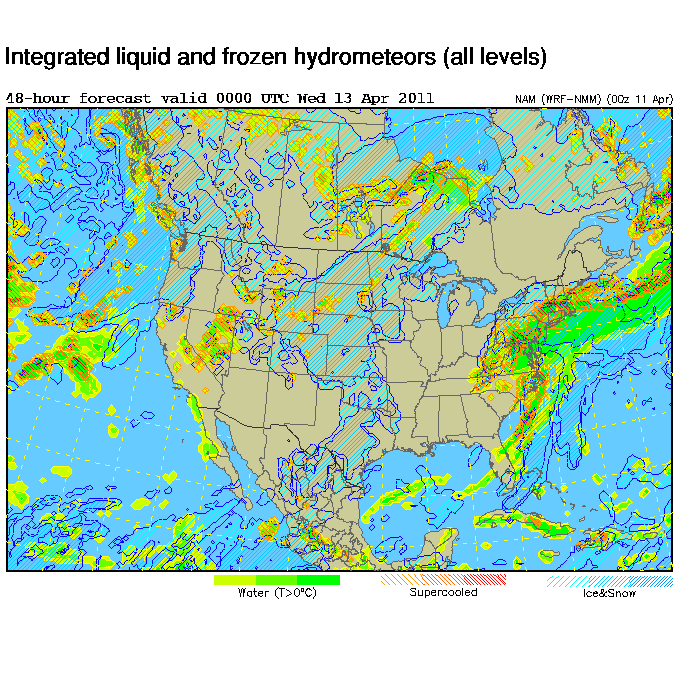 Integrated liquid and frozen hydrometeors (all levels)
48-hour forecast valid 0000 UTC Wed 13 Apr 2011 NAM (WRF-NMM) (00z 11 Apr)
Water (T>0°C) Supercooled Ice&Snow